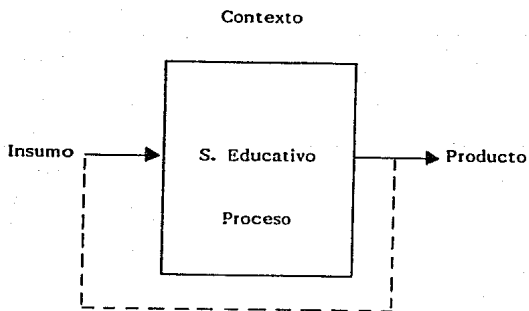 Contexto
Insumo
S. Educativo
Producto
Proceso